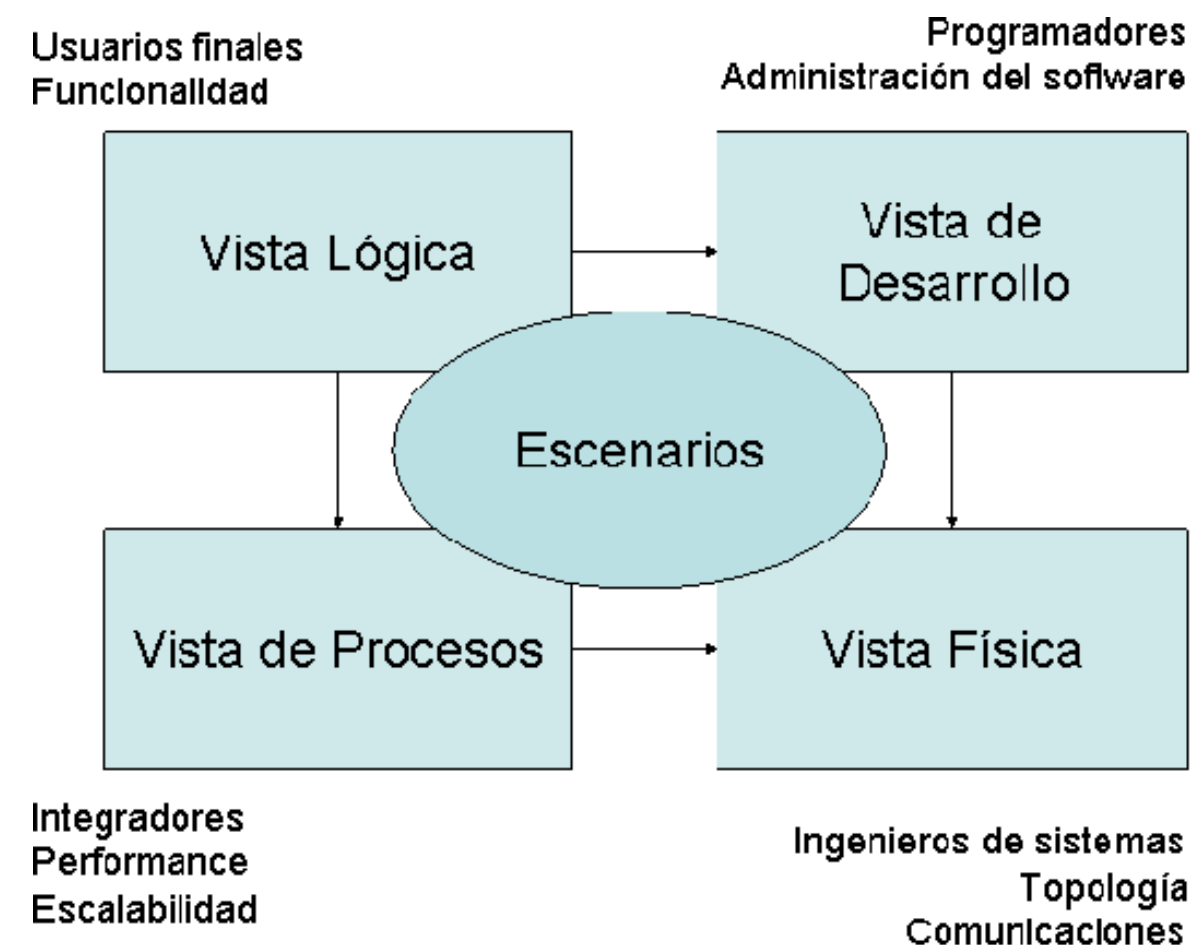 Usuarios finales
Funcionalidad
Programadores
Administración del software
Vista Lógica
Vista de
Desarrollo
Escenarios
Vista de Procesos
Vista Física
Integradores
Performance
Escalabilidad
Ingenieros de sistemas
Topología
Comunicaciones